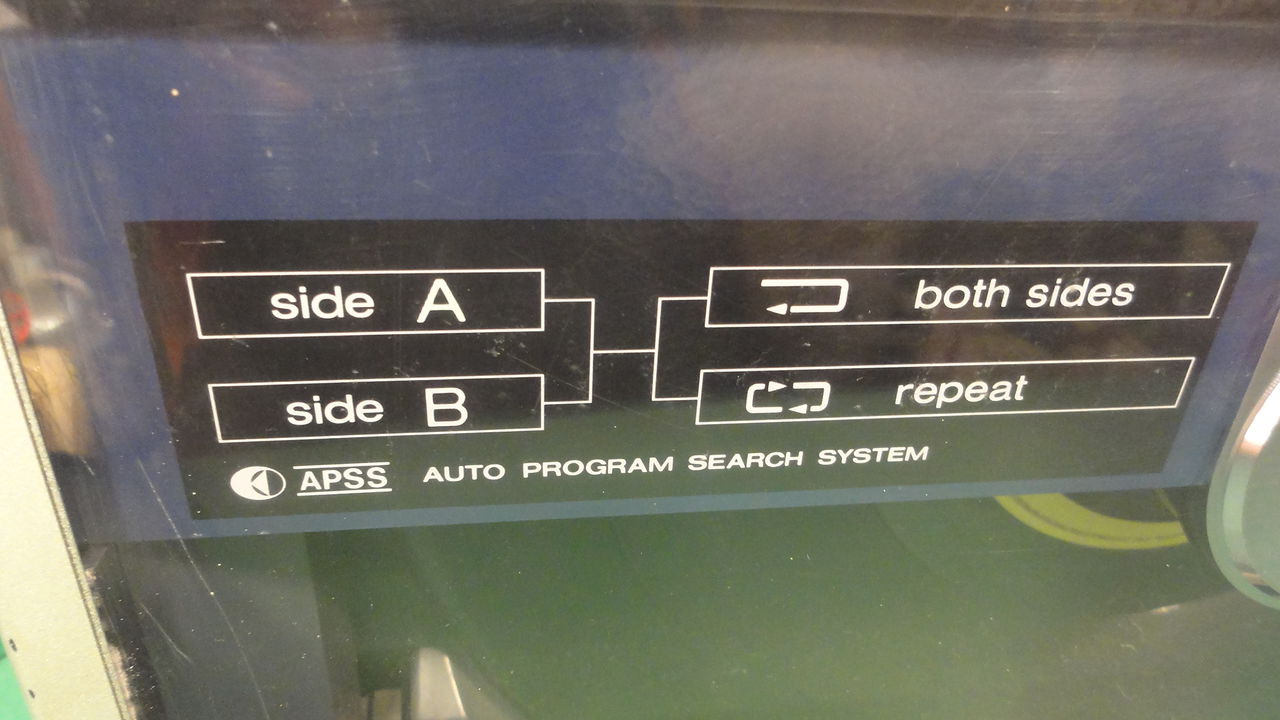 side A
both sides
side B
repeat
APSS AUTO PROGRAM SEARCH SYSTEM